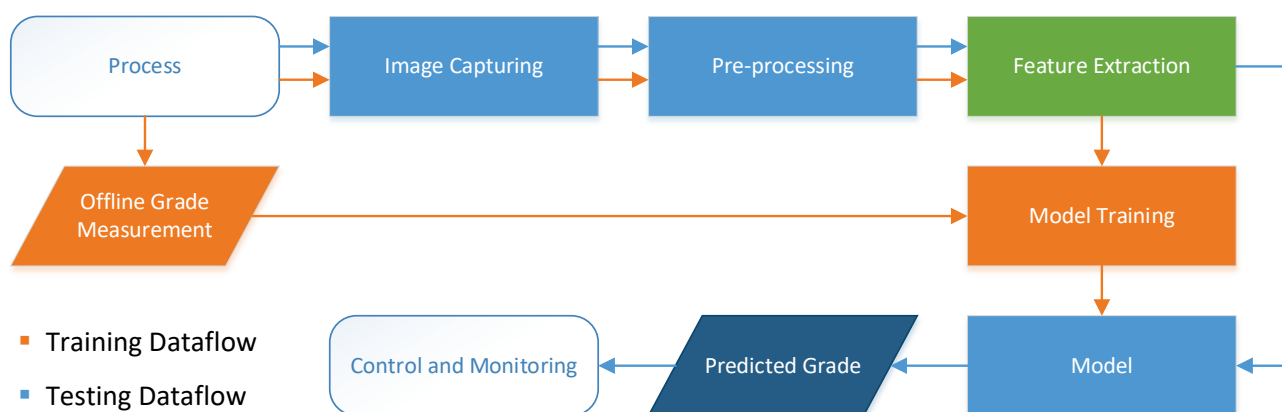 Process
Image Capturing
Pre-processing
Feature Extraction
Offline Grade
Measurement
Model Training
Training Dataflow
Testing Dataflow
Control and Monitoring
Predicted Grade
Model